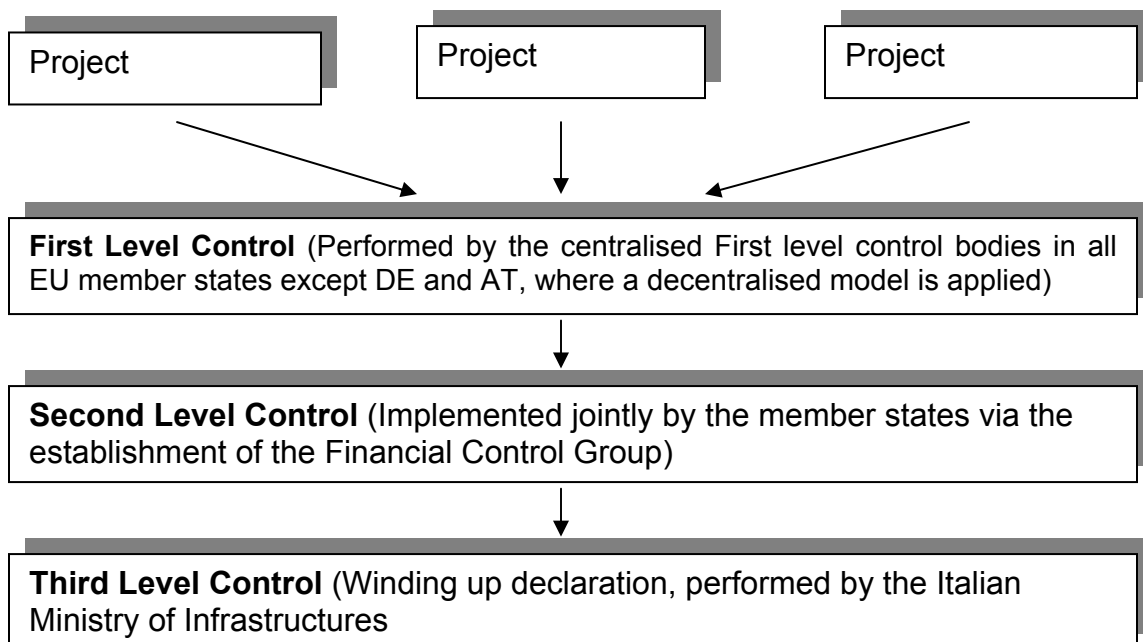 Project
Project
Project
First Level Control (Performed by the centralised First level control bodies in all
EU member states except DE and AT, where a decentralised model is applied)
Second Level Control (Implemented jointly by the member states via the
establishment of the Financial Control Group)
Third Level Control (Winding up declaration, performed by the Italian
Ministry of Infrastructures